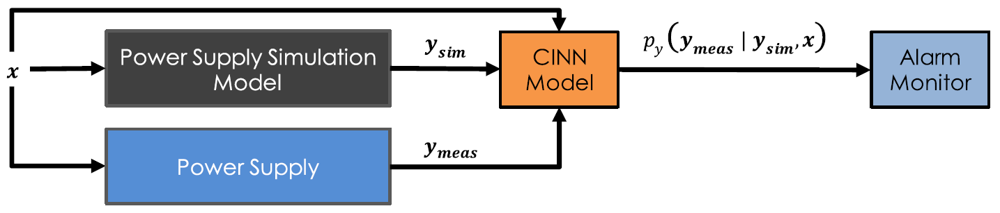 x
Power Supply Simulation
Model
y_sim
CINN
Model
p_y(y_meas | y_sim, x)
Alarm
Monitor
Power Supply
y_meas